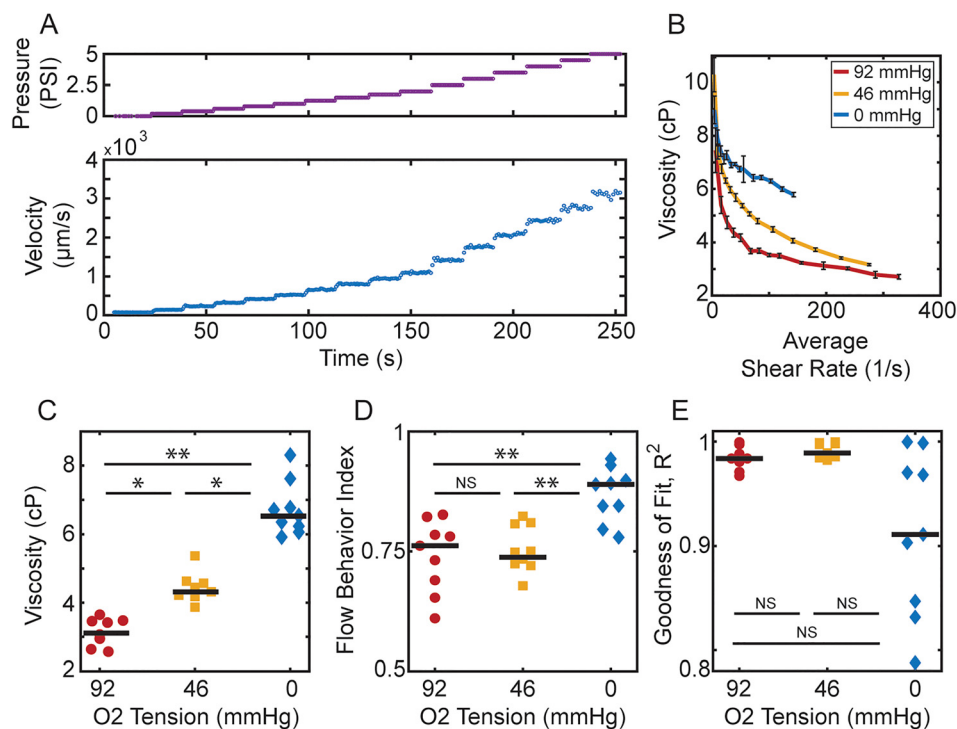 A
Pressure
(PSI)
5
2.5
0
×10³
Velocity
(µm/s)
4
3
2
1
0
0 50 100 150 200 250
Time (s)
B
Viscosity (cP)
10
8
6
4
2
92 mmHg
46 mmHg
0 mmHg
0 200 400
Average
Shear Rate (1/s)
C
Viscosity (cP)
8
6
4
2
**
* *
92 46 0
O2 Tension (mmHg)
D
Flow Behavior Index
1
0.75
0.5
**
NS **
92 46 0
O2 Tension (mmHg)
E
Goodness of Fit, R²
1
0.9
0.8
NS NS
NS
92 46 0
O2 Tension (mmHg)